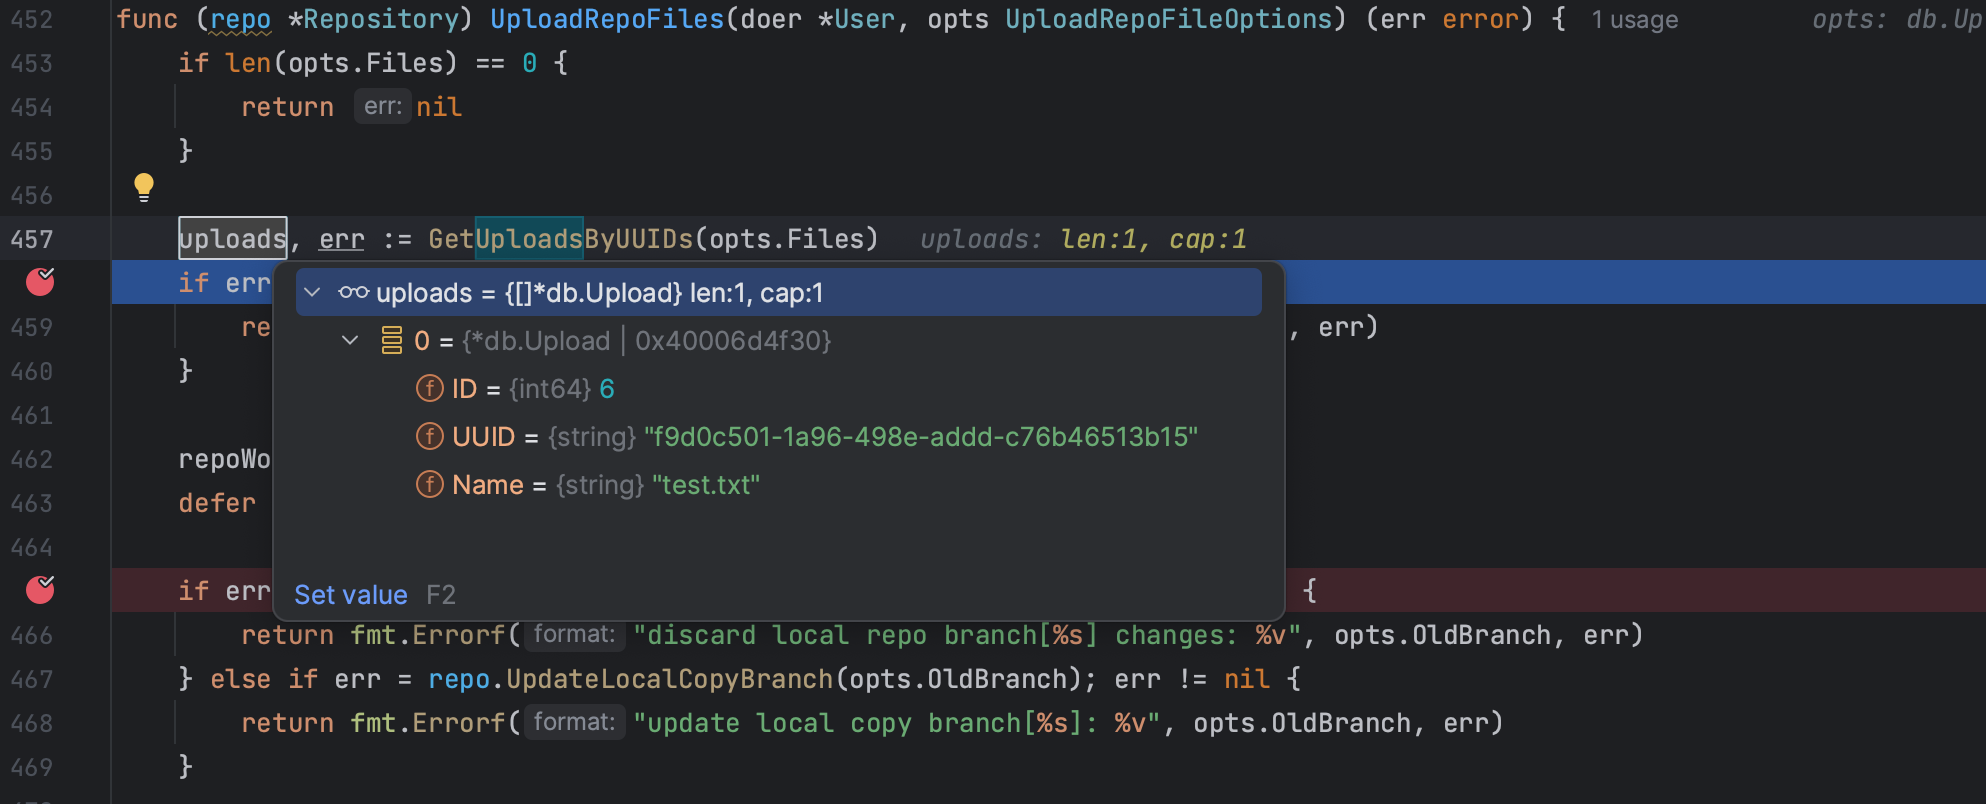 452 func (repo *Repository) UploadRepoFiles(doer *User, opts UploadRepoFileOptions) (err error) { 1 usage opts: db.Up
453 if len(opts.Files) == 0 {
454 return err: nil
455 }
456
457 uploads, err := GetUploadsByUUIDs(opts.Files) uploads: len:1, cap:1
if err
uploads = {[]*db.Upload} len:1, cap:1
459 re , err)
0 = {*db.Upload | 0x40006d4f30}
460 }
ID = {int64} 6
461
UUID = {string} "f9d0c501-1a96-498e-addd-c76b46513b15"
462 repoWo
Name = {string} "test.txt"
463 defer
464
if err {
Set value F2
466 return fmt.Errorf( format: "discard local repo branch[%s] changes: %v", opts.OldBranch, err)
467 } else if err = repo.UpdateLocalCopyBranch(opts.OldBranch); err != nil {
468 return fmt.Errorf( format: "update local copy branch[%s]: %v", opts.OldBranch, err)
469 }